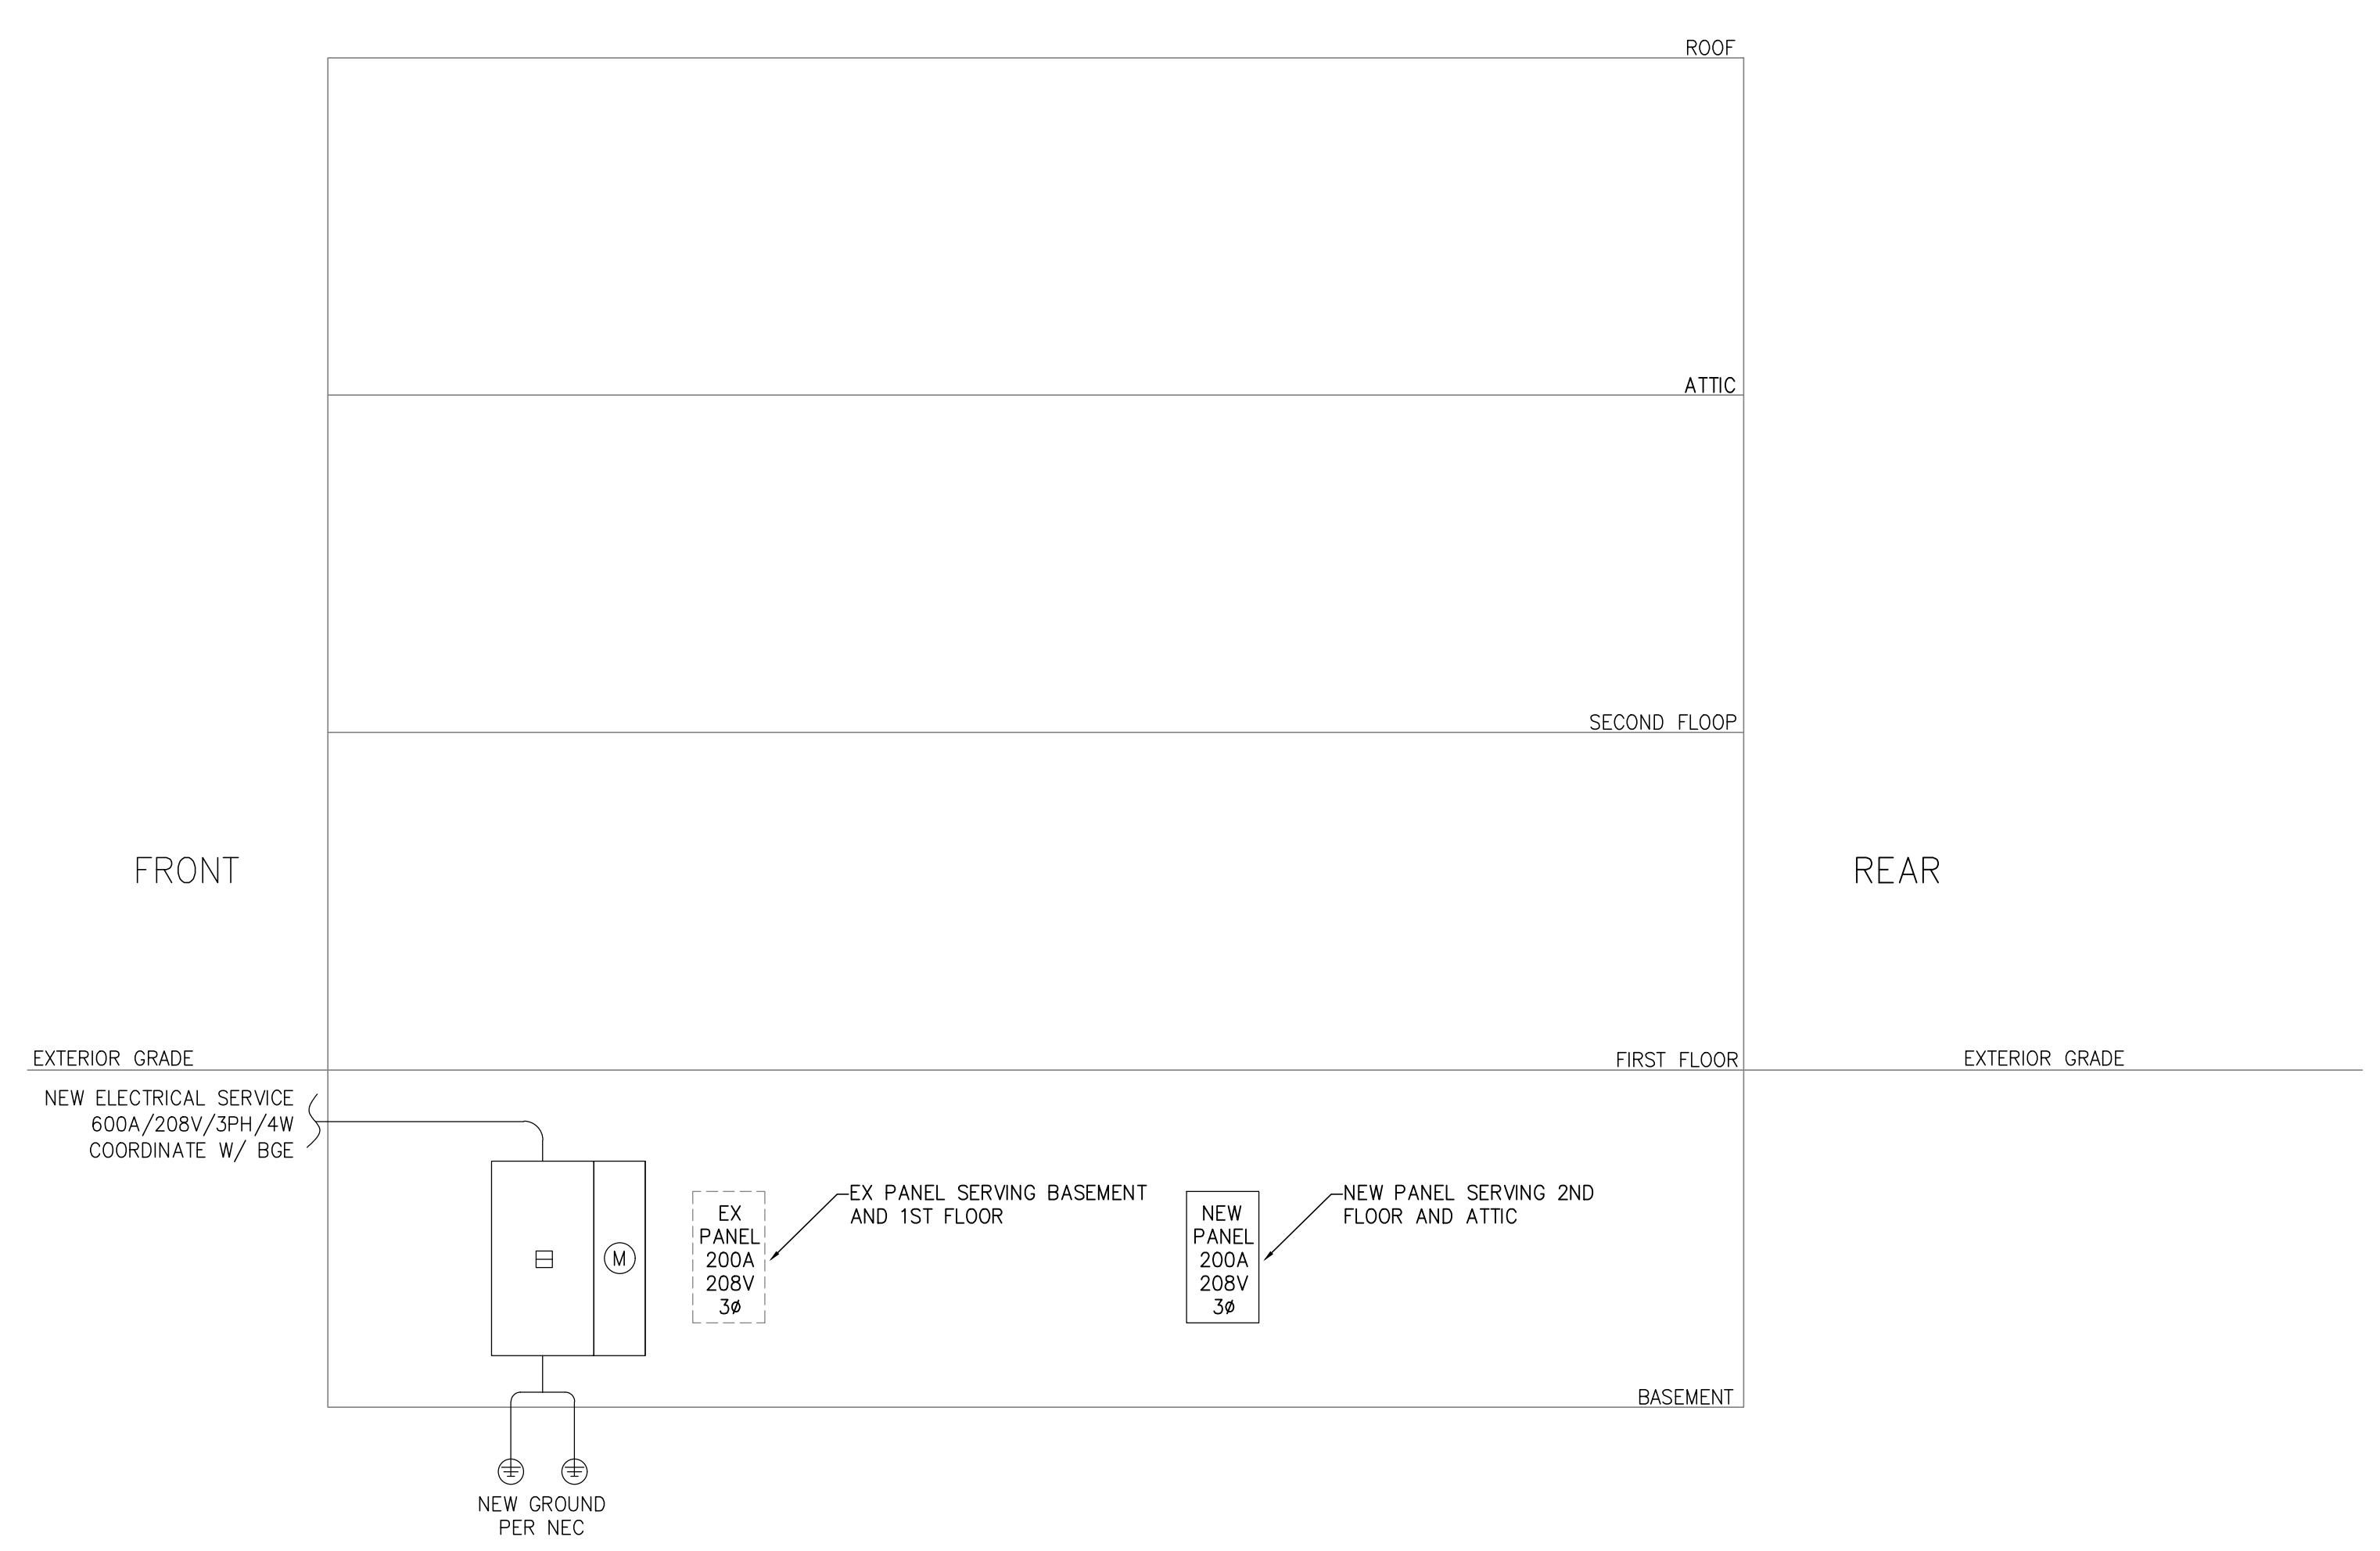 ROOF
ATTIC
SECOND FLOOP
FRONT
REAR
EXTERIOR GRADE
FIRST FLOOR
EXTERIOR GRADE
NEW ELECTRICAL SERVICE
600A/208V/3PH/4W
COORDINATE W/ BGE
M
EX
PANEL
200A
208V
3ø
EX PANEL SERVING BASEMENT
AND 1ST FLOOR
NEW
PANEL
200A
208V
3ø
NEW PANEL SERVING 2ND
FLOOR AND ATTIC
BASEMENT
NEW GROUND
PER NEC